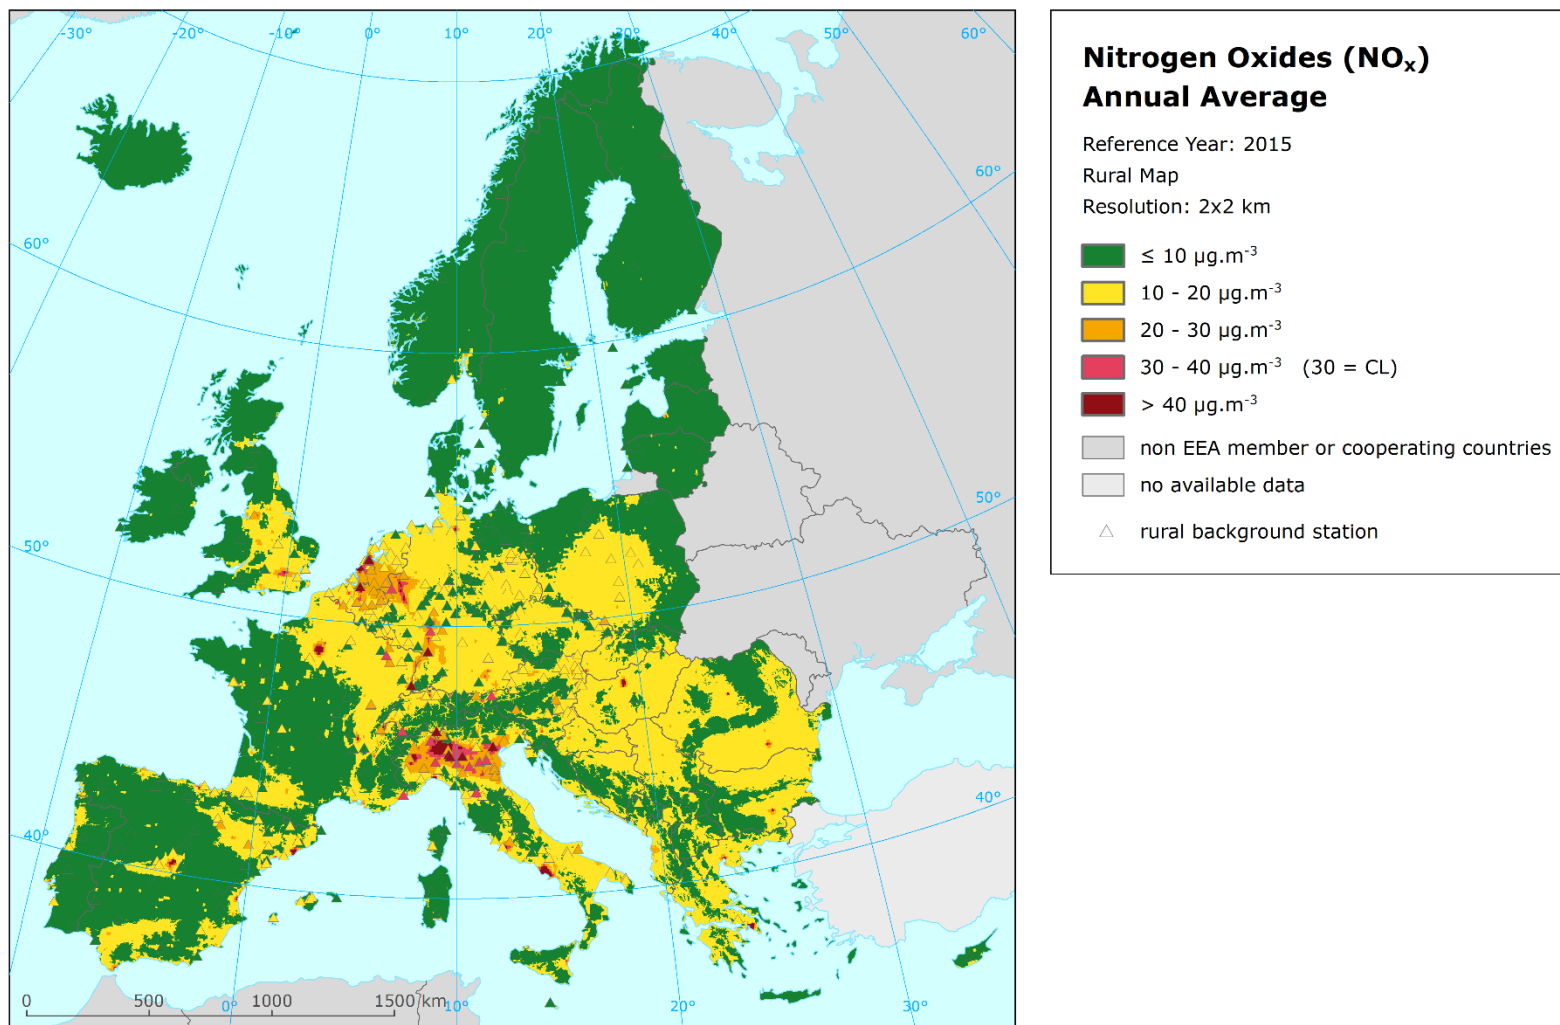 -30°
-20°
-10°
0°
10°
20°
30°
40°
50°
60°
60°
60°
50°
50°
40°
40°
0
500
1000
1500 km
0°
10°
20°
30°
Nitrogen Oxides (NOx)
Annual Average
Reference Year: 2015
Rural Map
Resolution: 2x2 km
≤ 10 µg.m-3
10 - 20 µg.m-3
20 - 30 µg.m-3
30 - 40 µg.m-3 (30 = CL)
> 40 µg.m-3
non EEA member or cooperating countries
no available data
rural background station